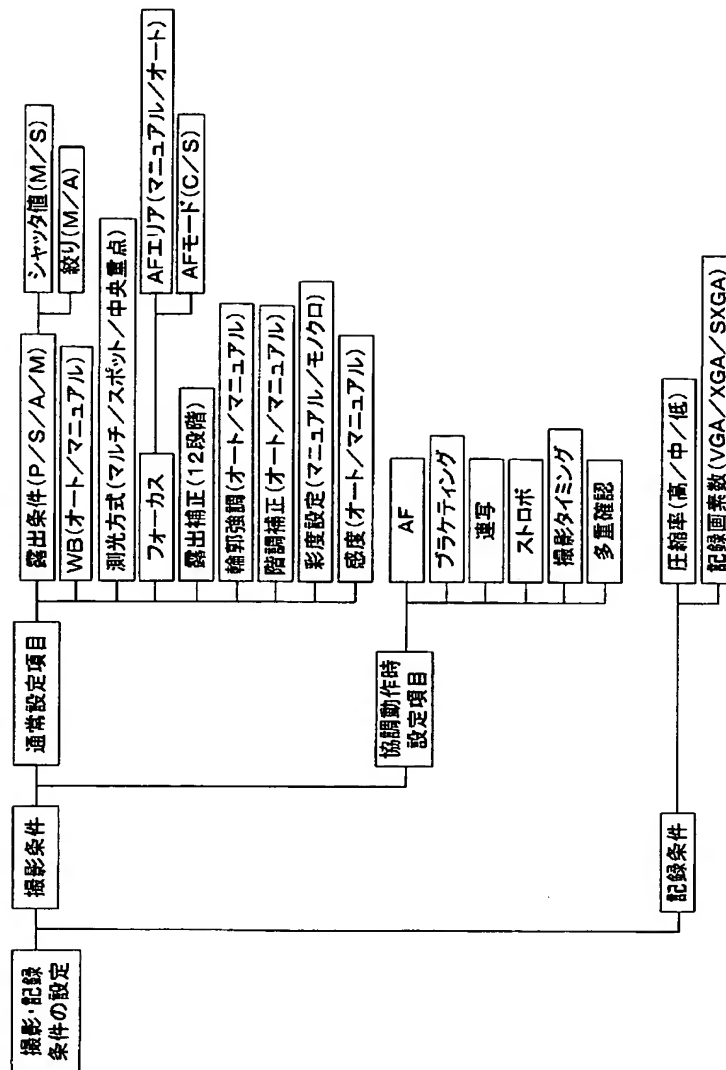 撮影・記録
条件の設定
撮影条件
通常設定項目
露出条件(P/S/A/M)
シャッタ値(M/S)
絞り(M/A)
WB(オート/マニュアル)
測光方式(マルチ/スポット/中央重点)
フォーカス
AFエリア(マニュアル/オート)
AFモード(C/S)
露出補正(12段階)
輪郭強調(オート/マニュアル)
階調補正(オート/マニュアル)
彩度設定(マニュアル/モノクロ)
感度(オート/マニュアル)
協調動作時
設定項目
AF
ブラケティング
連写
ストロボ
撮影タイミング
多重確認
記録条件
圧縮率(高/中/低)
記録画素数(VGA/XGA/SXGA)